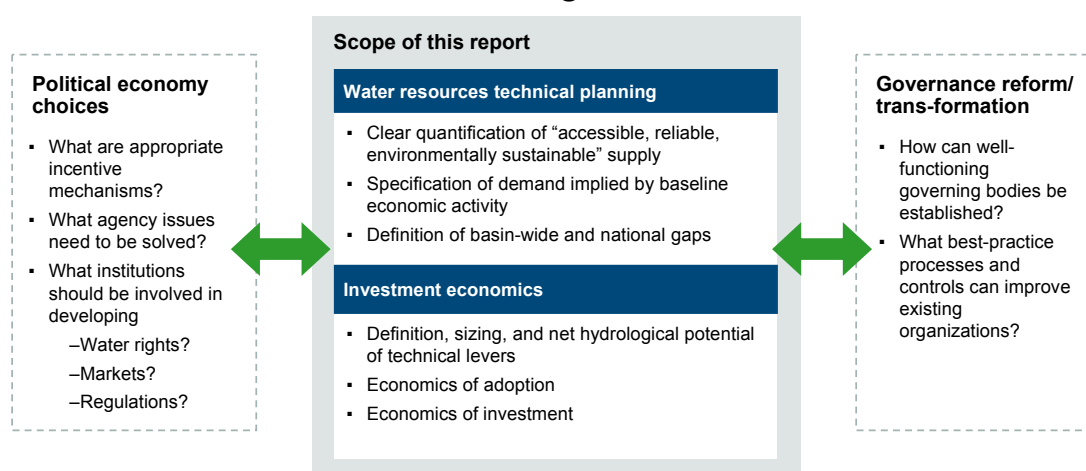 Political economy
choices
▪ What are appropriate
incentive
mechanisms?
▪ What agency issues
need to be solved?
▪ What institutions
should be involved in
developing
–Water rights?
–Markets?
–Regulations?
Scope of this report
Water resources technical planning
▪ Clear quantification of “accessible, reliable,
environmentally sustainable” supply
▪ Specification of demand implied by baseline
economic activity
▪ Definition of basin-wide and national gaps
Investment economics
▪ Definition, sizing, and net hydrological potential
of technical levers
▪ Economics of adoption
▪ Economics of investment
Governance reform/
trans-formation
▪ How can well-
functioning
governing bodies be
established?
▪ What best-practice
processes and
controls can improve
existing
organizations?